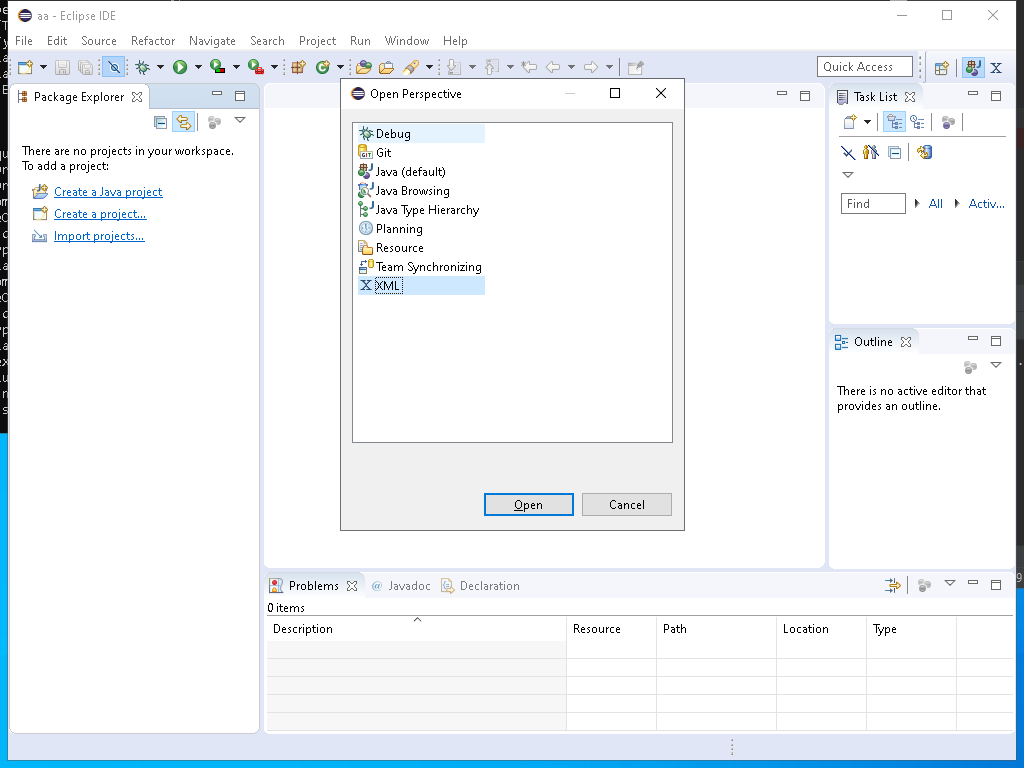 aa - Eclipse IDE
File Edit Source Refactor Navigate Search Project Run Window Help
Quick Access
Package Explorer
There are no projects in your workspace.
To add a project:
Create a Java project
Create a project...
Import projects...
Open Perspective
Debug
Git
Java (default)
Java Browsing
Java Type Hierarchy
Planning
Resource
Team Synchronizing
XML
Open Cancel
Task List
Find All Activ...
Outline
There is no active editor that
provides an outline.
Problems @ Javadoc Declaration
0 items
Description Resource Path Location Type